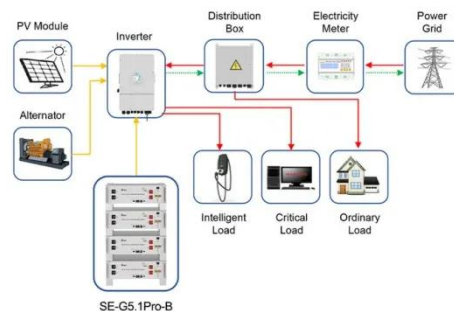 PV Module
Inverter
Distribution
Box
Electricity
Meter
Power
Grid
Alternator
Intelligent
Load
Critical
Load
Ordinary
Load
SE-G5.1Pro-B